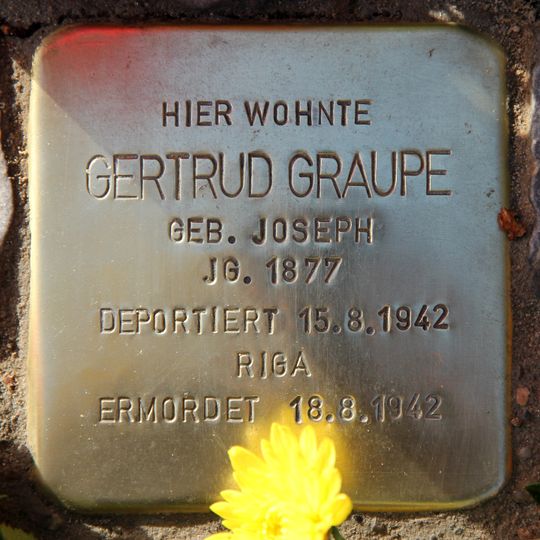 HIER WOHNTE
GERTRUD GRAUPE
GEB. JOSEPH
JG. 1877
DEPORTIERT 15.8.1942
RIGA
ERMORDET 18.8.1942